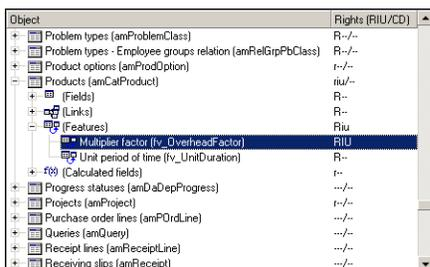 Object Rights (RIU/CD)
Problem types (amProblemClass) R--/--
Problem types - Employee groups relation (amRelGrpPbClass) R--/--
Product options (amProdOption) r--/--
Products (amCatProduct) riu/--
(Fields) R--
(Links) R--
(Features) Riu
Multiplier factor (fv_OverheadFactor) RIU
Unit period of time (fv_UnitDuration) R--
f(x) (Calculated fields) r--
Progress statuses (amDaDepProgress) ---/--
Projects (amProject) r--/--
Purchase order lines (amPOrdLine) ---/--
Queries (amQuery) ---/--
Receipt lines (amReceiptLine) ---/--
Receiving slips (amReceipt) ---/--